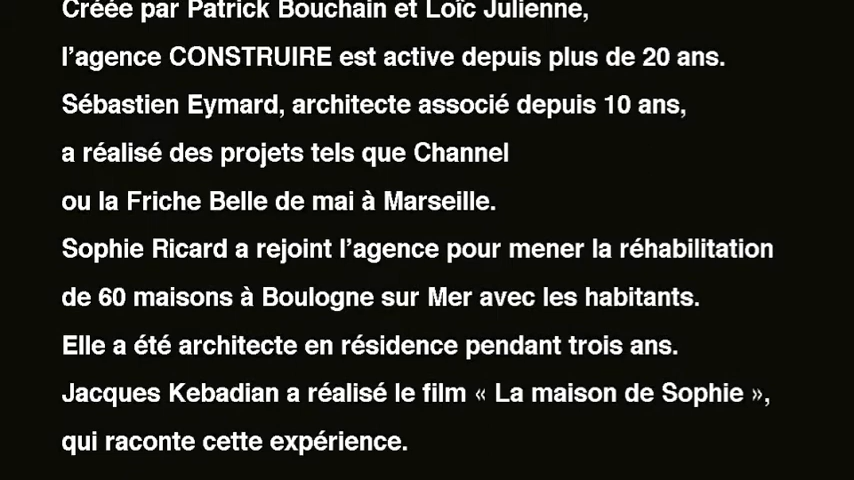 Créée par Patrick Bouchain et Loïc Julienne,
l’agence CONSTRUIRE est active depuis plus de 20 ans.
Sébastien Eymard, architecte associé depuis 10 ans,
a réalisé des projets tels que Channel
ou la Friche Belle de mai à Marseille.
Sophie Ricard a rejoint l’agence pour mener la réhabilitation
de 60 maisons à Boulogne sur Mer avec les habitants.
Elle a été architecte en résidence pendant trois ans.
Jacques Kebadian a réalisé le film « La maison de Sophie »,
qui raconte cette expérience.